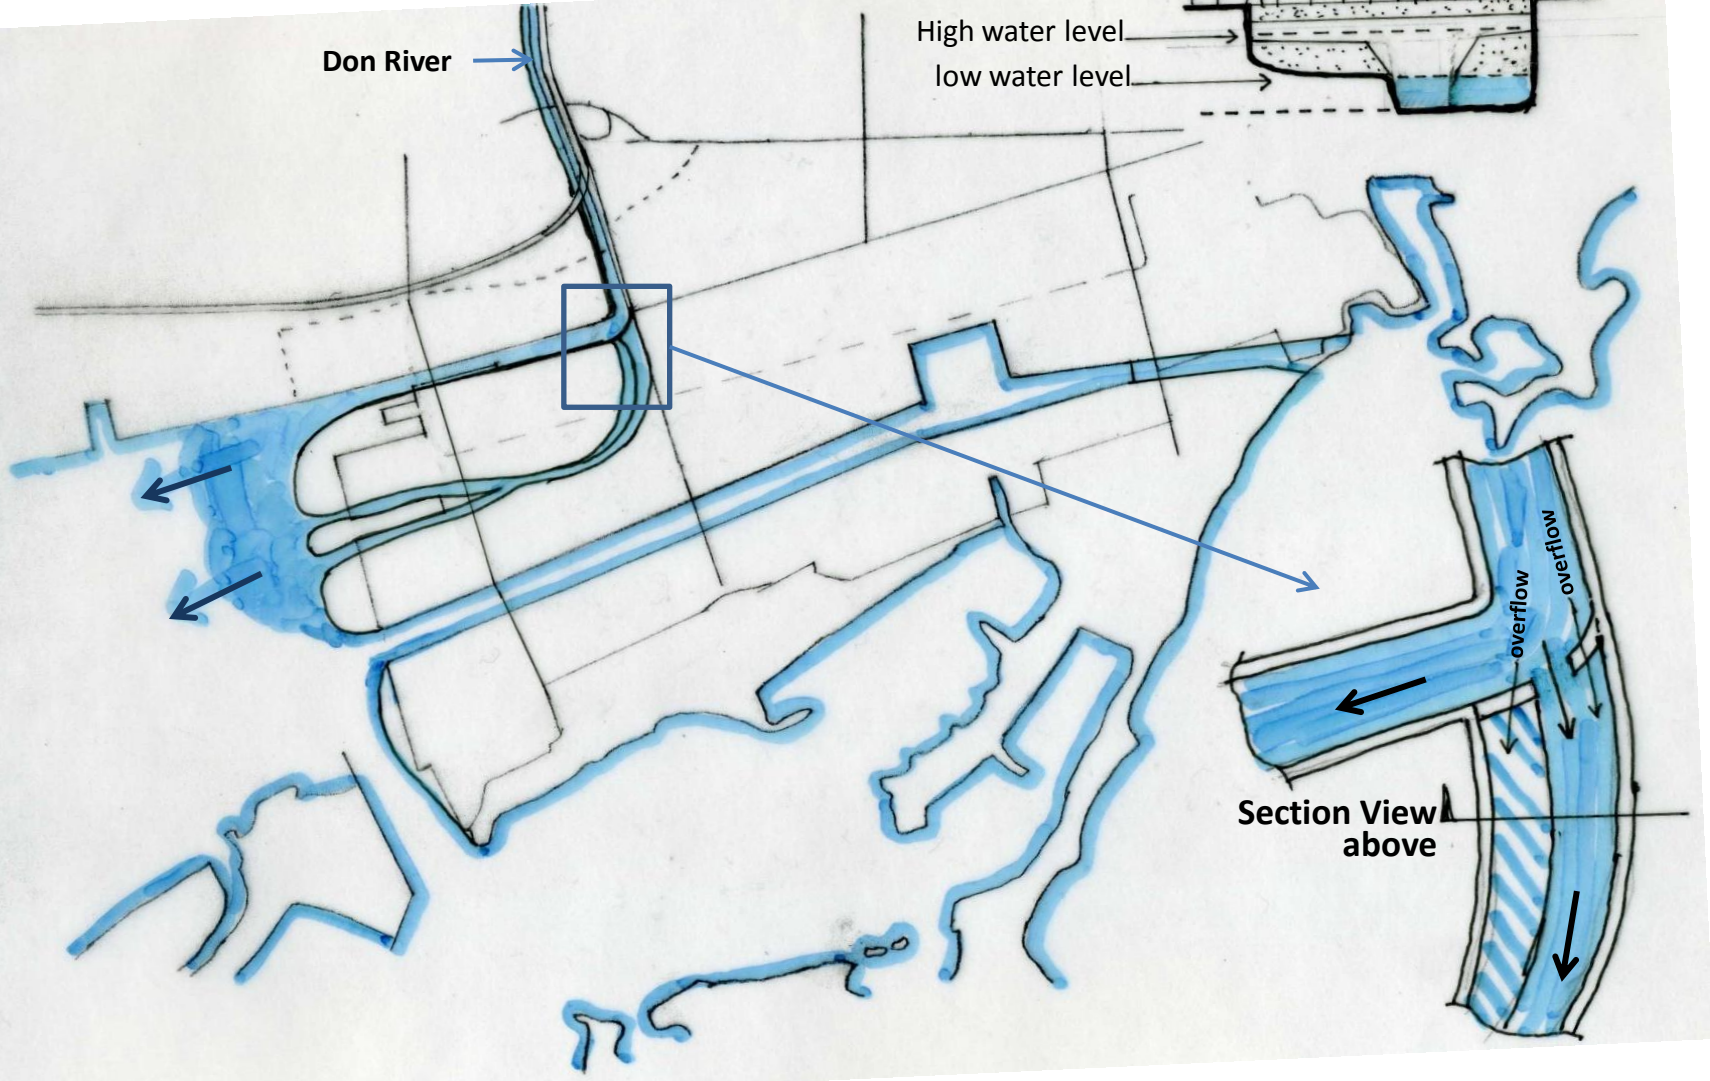 High water level
Don River
low water level
overflow
overflow
Section View
above